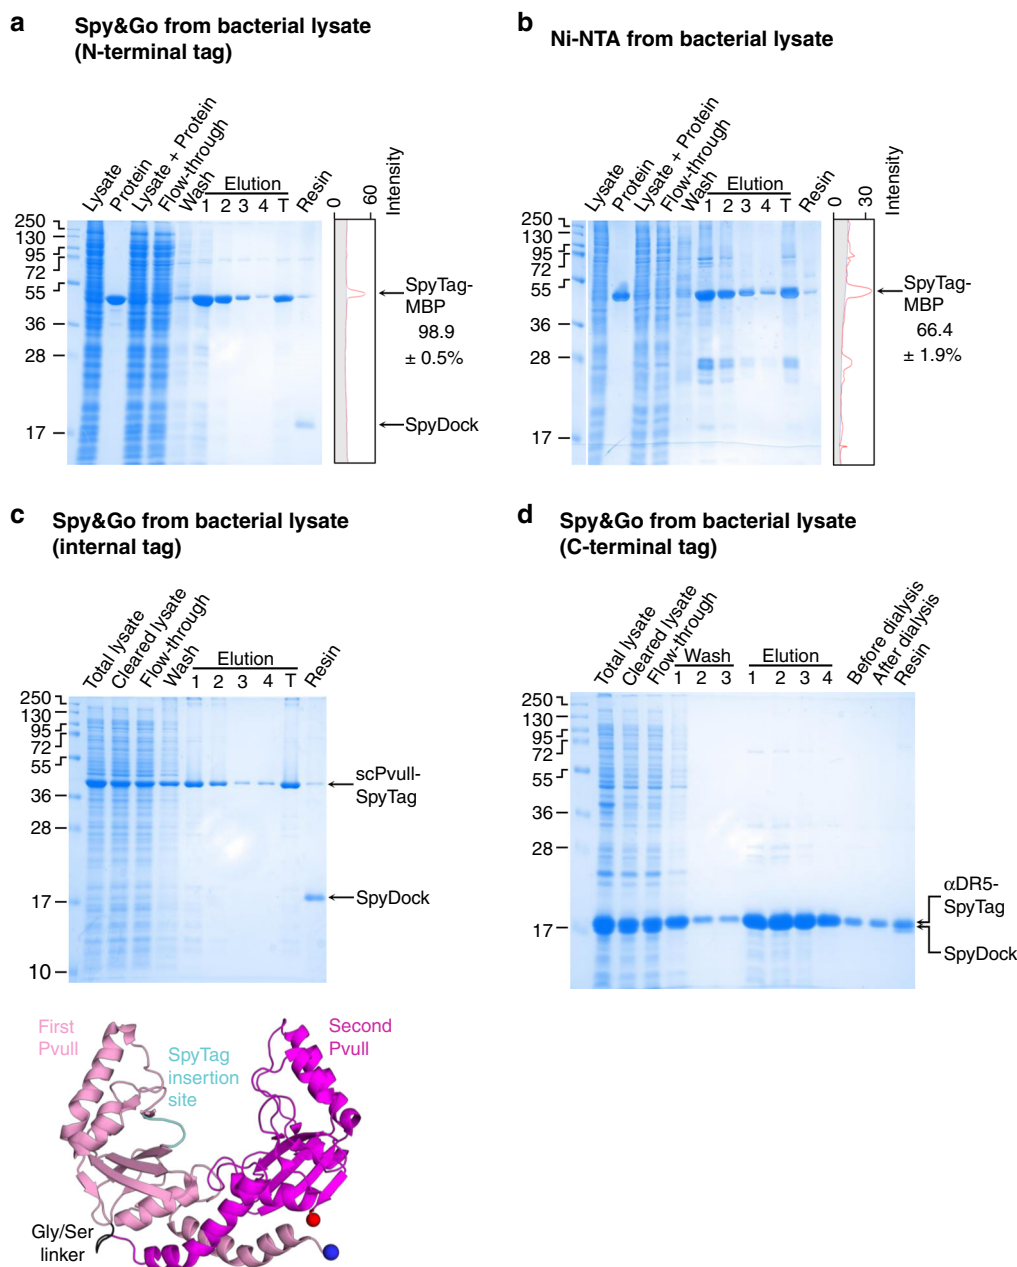 a
Spy&Go from bacterial lysate
(N-terminal tag)
Lysate
Protein
Lysate + Protein
Flow-through
Wash
Elution
1 2 3 4 T
Resin
0
60
Intensity
250
130
95
72
55
36
28
17
SpyTag-
MBP
98.9
± 0.5%
SpyDock
b
Ni-NTA from bacterial lysate
Lysate
Protein
Lysate + Protein
Flow-through
Wash
Elution
1 2 3 4 T
Resin
0
30
Intensity
250
130
95
72
55
36
28
17
SpyTag-
MBP
66.4
± 1.9%
c
Spy&Go from bacterial lysate
(internal tag)
Total lysate
Cleared lysate
Flow-through
Wash
Elution
1 2 3 4 T
Resin
250
130
95
72
55
36
28
17
10
scPvull-
SpyTag
SpyDock
First
Pvull
SpyTag
insertion
site
Second
Pvull
Gly/Ser
linker
d
Spy&Go from bacterial lysate
(C-terminal tag)
Total lysate
Cleared lysate
Flow-through
Wash
1 2 3
Elution
1 2 3 4
Before dialysis
After dialysis
Resin
250
130
95
72
55
36
28
17
αDR5-
SpyTag
SpyDock